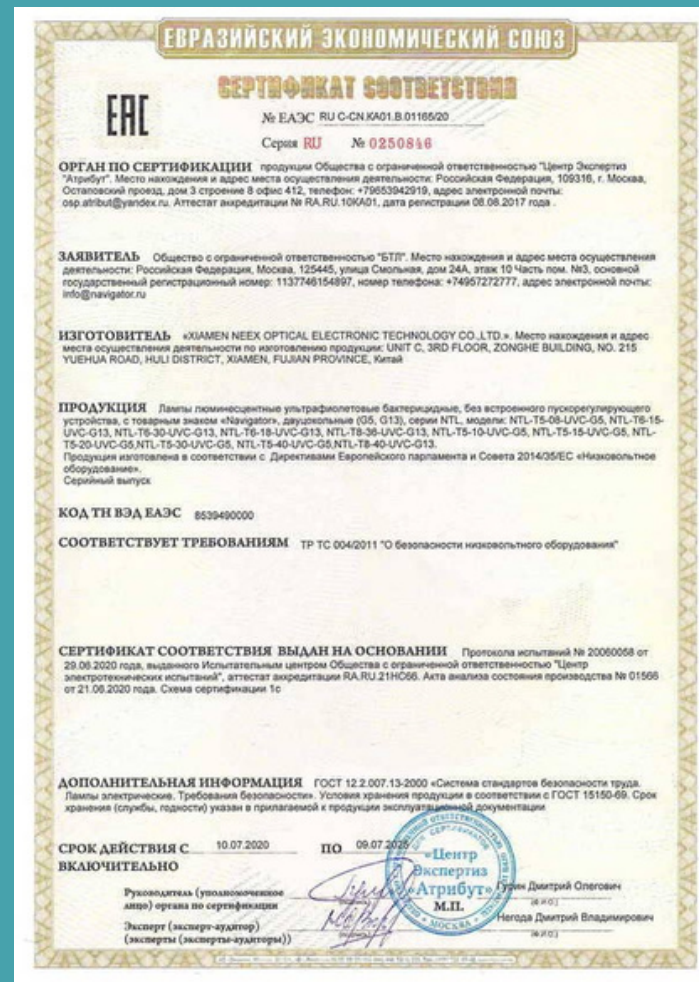 ЕВРАЗИЙСКИЙ ЭКОНОМИЧЕСКИЙ СОЮЗ
СЕРТИФИКАТ СООТВЕТСТВИЯ
EAC
№ ЕАЭС RU C-CN.КА01.В.01165/20
Серия RU № 0250846
ОРГАН ПО СЕРТИФИКАЦИИ продукции Общества с ограниченной ответственностью "Центр Экспертиз
"Атрибут". Место нахождения и адрес места осуществления деятельности: Российская Федерация, 109316, г. Москва,
Остаповский проезд, дом 3 строение 8 офис 412, телефон: +79653942919, адрес электронной почты:
osp.atribut@yandex.ru. Аттестат аккредитации № RA.RU.10КА01, дата регистрации 08.08.2017 года .
ЗАЯВИТЕЛЬ Общество с ограниченной ответственностью "БТЛ". Место нахождения и адрес места осуществления
деятельности: Российская Федерация, Москва, 125445, улица Смольная, дом 24А, этаж 10 Часть пом. №3, основной
государственный регистрационный номер: 1137746154897, номер телефона: +74957272777, адрес электронной почты:
info@navigator.ru
ИЗГОТОВИТЕЛЬ «XIAMEN NEEX OPTICAL ELECTRONIC TECHNOLOGY CO.,LTD.». Место нахождения и адрес
места осуществления деятельности по изготовлению продукции: UNIT C, 3RD FLOOR, ZONGHE BUILDING, NO. 215
YUEHUA ROAD, HULI DISTRICT, XIAMEN, FUJIAN PROVINCE, Китай
ПРОДУКЦИЯ Лампы люминесцентные ультрафиолетовые бактерицидные, без встроенного пускорегулирующего
устройства, с товарным знаком «Navigator», двуцокольные (G5, G13), серии NTL, модели: NTL-T5-08-UVC-G5, NTL-T6-15-
UVC-G13, NTL-T6-30-UVC-G13, NTL-T6-18-UVC-G13, NTL-T8-36-UVC-G13, NTL-T5-10-UVC-G5, NTL-T5-15-UVC-G5, NTL-
T5-20-UVC-G5,NTL-T5-30-UVC-G5, NTL-T5-40-UVC-G5,NTL-T8-40-UVC-G13.
Продукция изготовлена в соответствии с Директивами Европейского парламента и Совета 2014/35/ЕС «Низковольтное
оборудование».
Серийный выпуск
КОД ТН ВЭД ЕАЭС 8539490000
СООТВЕТСТВУЕТ ТРЕБОВАНИЯМ ТР ТС 004/2011 "О безопасности низковольтного оборудования"
СЕРТИФИКАТ СООТВЕТСТВИЯ ВЫДАН НА ОСНОВАНИИ Протокола испытаний № 20060058 от
29.06.2020 года, выданного Испытательным центром Общества с ограниченной ответственностью "Центр
электротехнических испытаний", аттестат аккредитации RA.RU.21НС66. Акта анализа состояния производства № 01566
от 21.06.2020 года. Схема сертификации 1с
ДОПОЛНИТЕЛЬНАЯ ИНФОРМАЦИЯ ГОСТ 12.2.007.13-2000 «Система стандартов безопасности труда.
Лампы электрические. Требования безопасности». Условия хранения продукции в соответствии с ГОСТ 15150-69. Срок
хранения (службы, годности) указан в прилагаемой к продукции эксплуатационной документации
СРОК ДЕЙСТВИЯ С 10.07.2020 ПО 09.07.2025
ВКЛЮЧИТЕЛЬНО
«Центр
Экспертиз
«Атрибут»
М.П.
МОСКВА
Руководитель (уполномоченное
лицо) органа по сертификации
Гурин Дмитрий Олегович
(Ф.И.О.)
Эксперт (эксперт-аудитор)
(эксперты (эксперты-аудиторы))
Негода Дмитрий Владимирович
(Ф.И.О.)